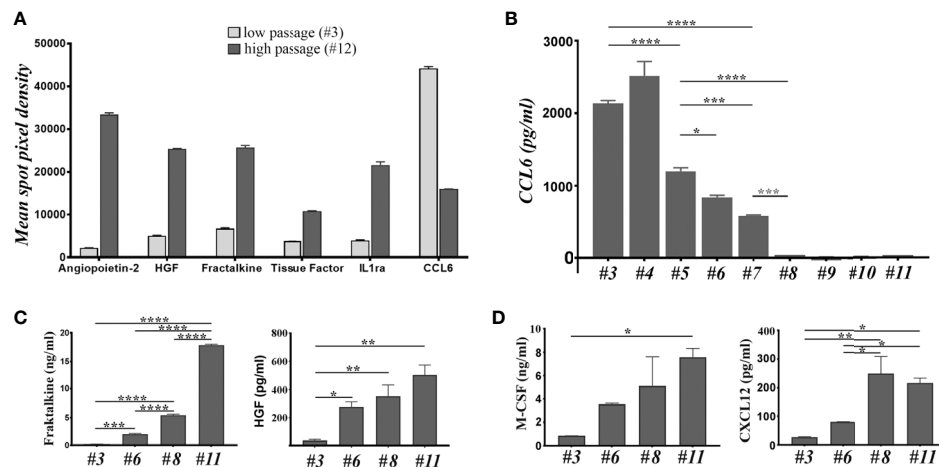 A
Mean spot pixel density
50000
40000
30000
20000
10000
0
low passage (#3)
high passage (#12)
Angiopoietin-2 HGF Fractalkine Tissue Factor IL1ra CCL6
B
CCL6 (pg/ml)
3000
2000
1000
0
****
****
****
***
*
***
#3 #4 #5 #6 #7 #8 #9 #10 #11
C
Fraktalkine (ng/ml)
20
15
10
5
0
****
****
****
****
****
***
#3 #6 #8 #11
HGF (pg/ml)
800
600
400
200
0
**
**
*
#3 #6 #8 #11
D
M-CSF (ng/ml)
10
8
6
4
2
0
*
#3 #6 #8 #11
CXCL12 (pg/ml)
400
300
200
100
0
*
**
*
*
#3 #6 #8 #11